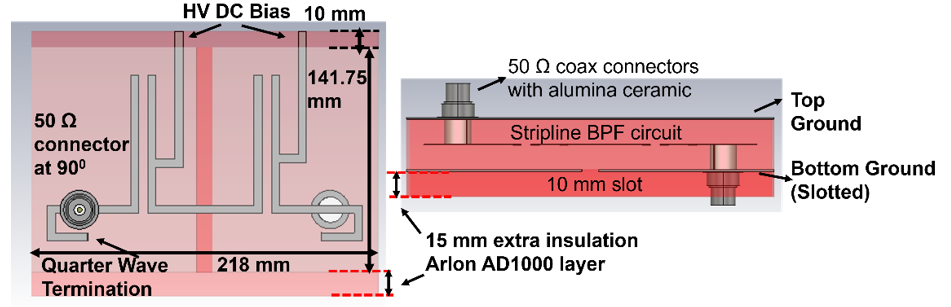 HV DC Bias
10 mm
141.75
mm
50 Ω
connector
at 90⁰
Quarter Wave
Termination
218 mm
50 Ω coax connectors
with alumina ceramic
Top
Ground
Stripline BPF circuit
Bottom Ground
(Slotted)
10 mm slot
15 mm extra insulation
Arlon AD1000 layer